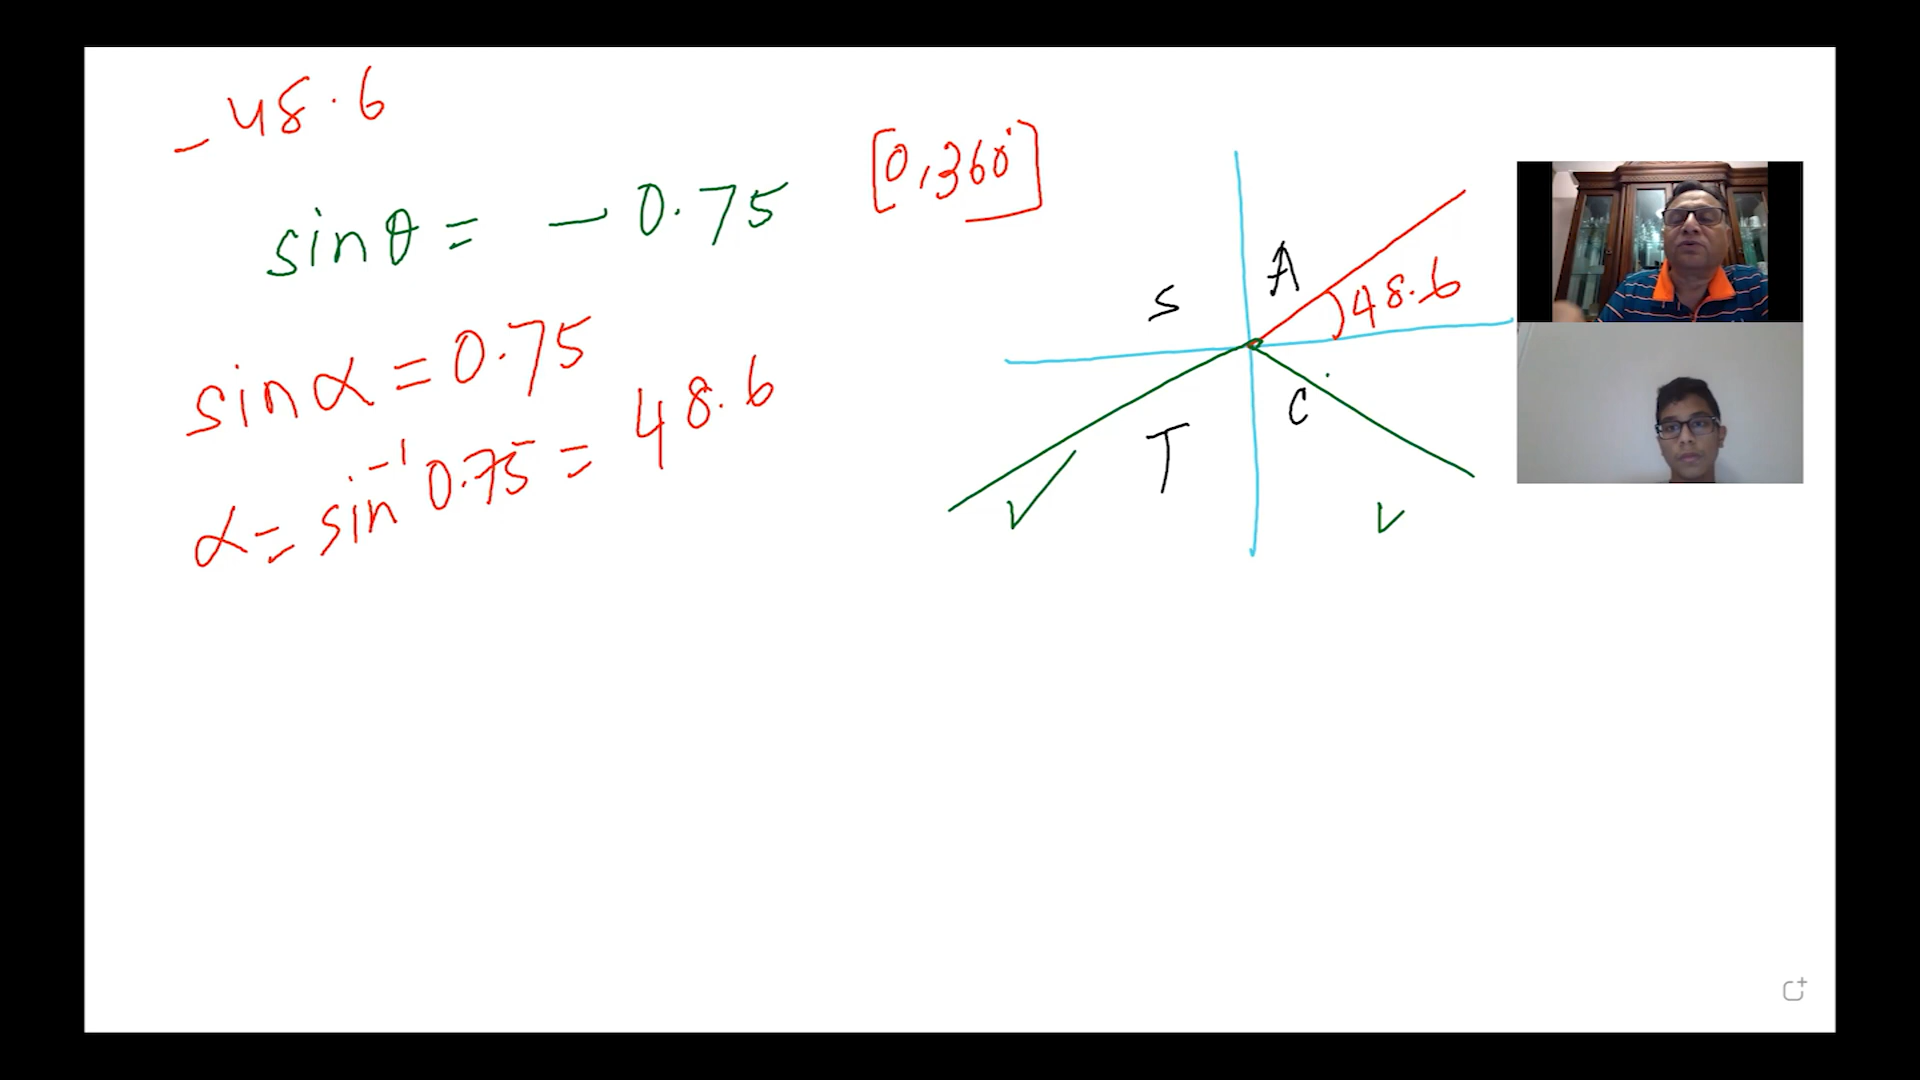 -48.6
sinθ = -0.75
[0,360°]
sinα = 0.75
α = sin⁻¹0.75 = 48.6
S
A
48.6
T
C